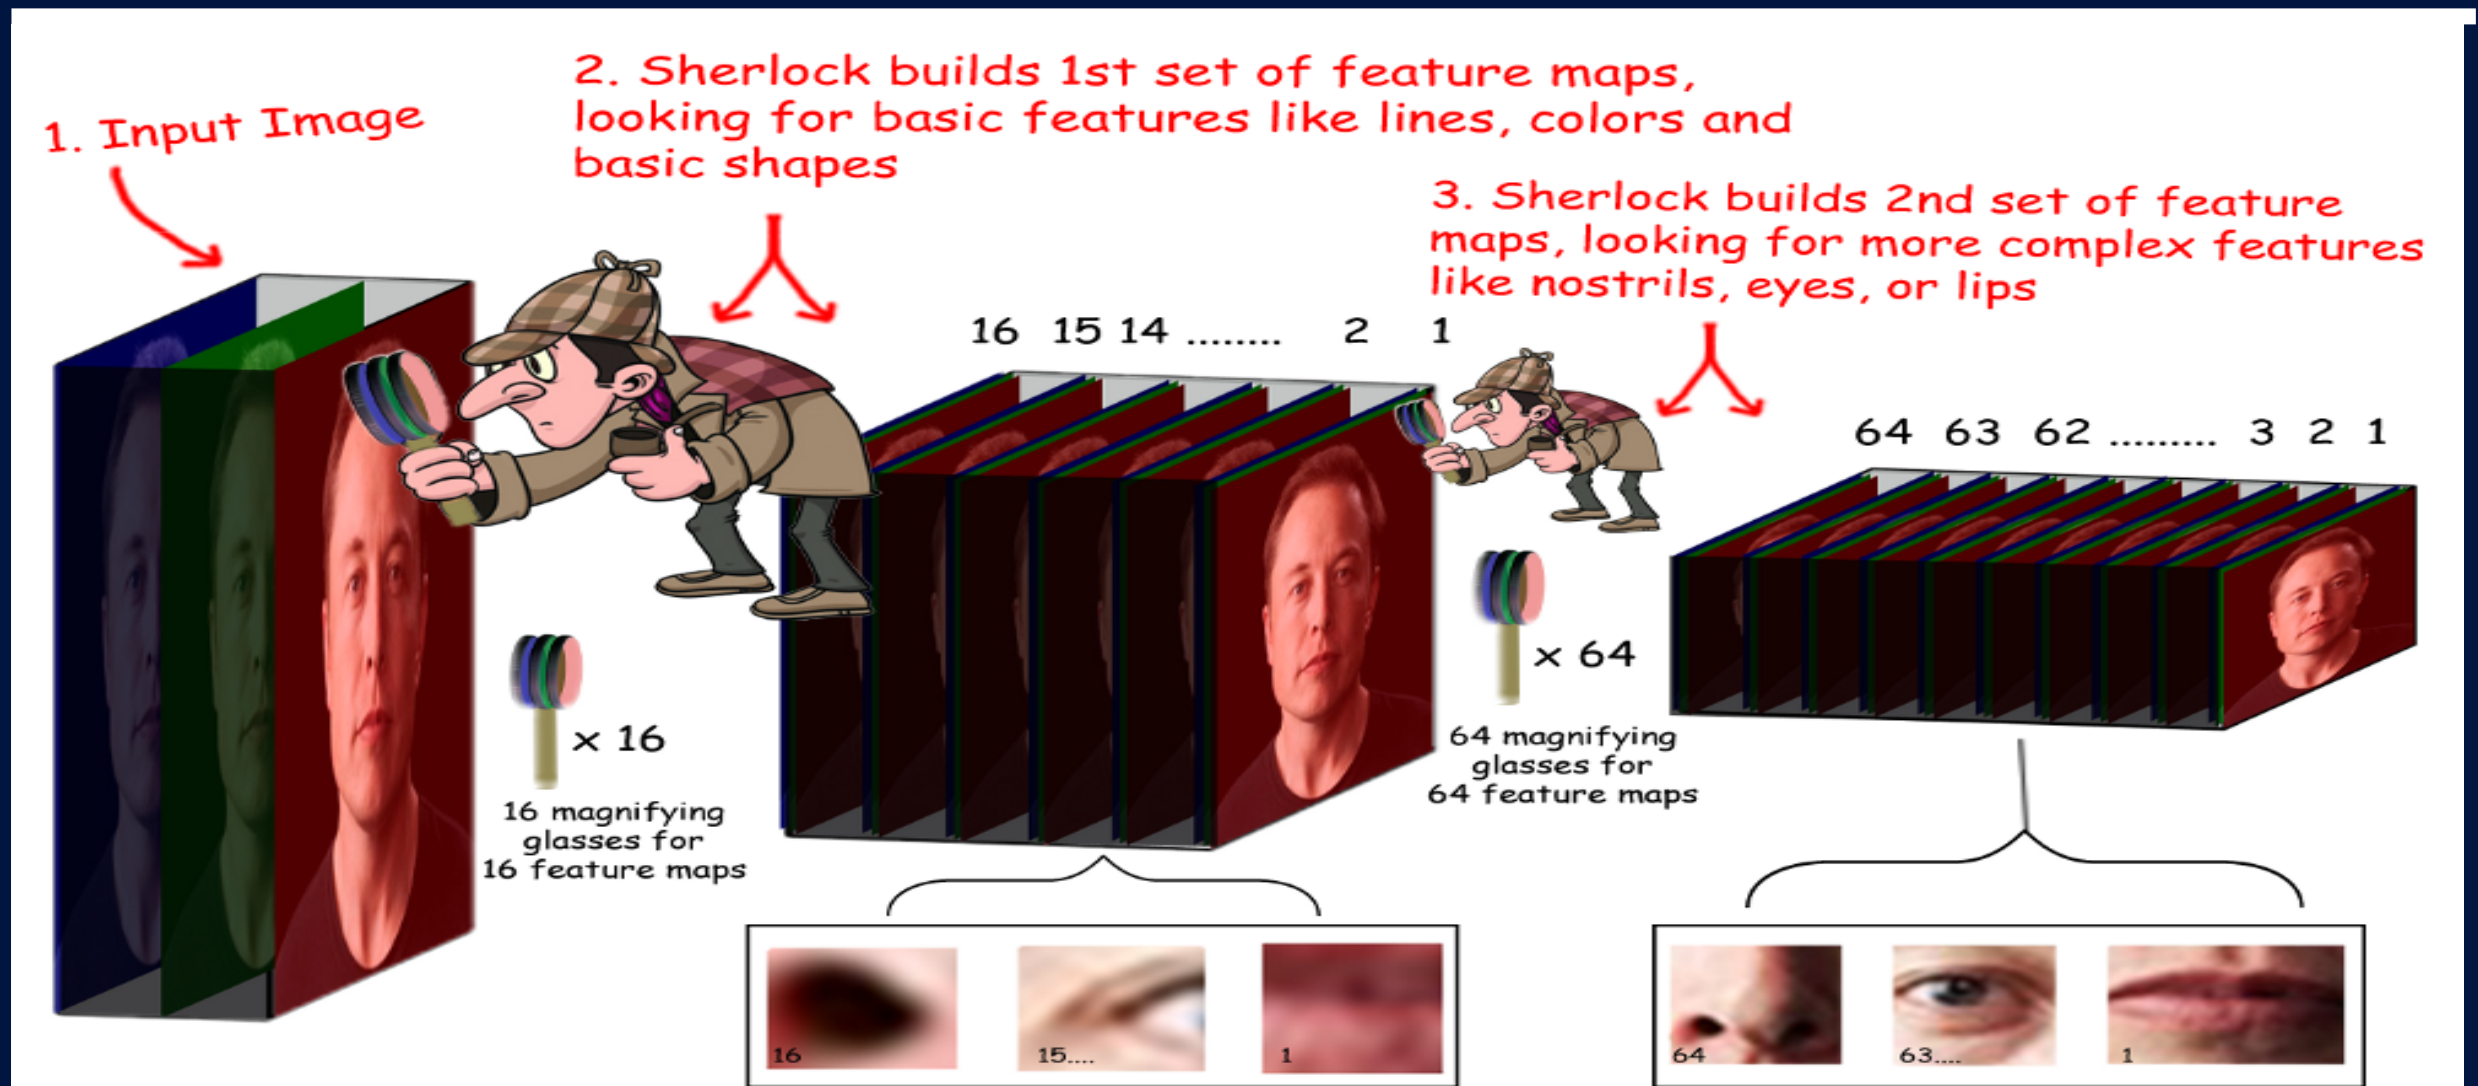 1. Input Image
2. Sherlock builds 1st set of feature maps,
looking for basic features like lines, colors and
basic shapes
3. Sherlock builds 2nd set of feature
maps, looking for more complex features
like nostrils, eyes, or lips
16 15 14 ........ 2 1
64 63 62 ......... 3 2 1
x 16
16 magnifying
glasses for
16 feature maps
x 64
64 magnifying
glasses for
64 feature maps
16
15....
1
64
63....
1